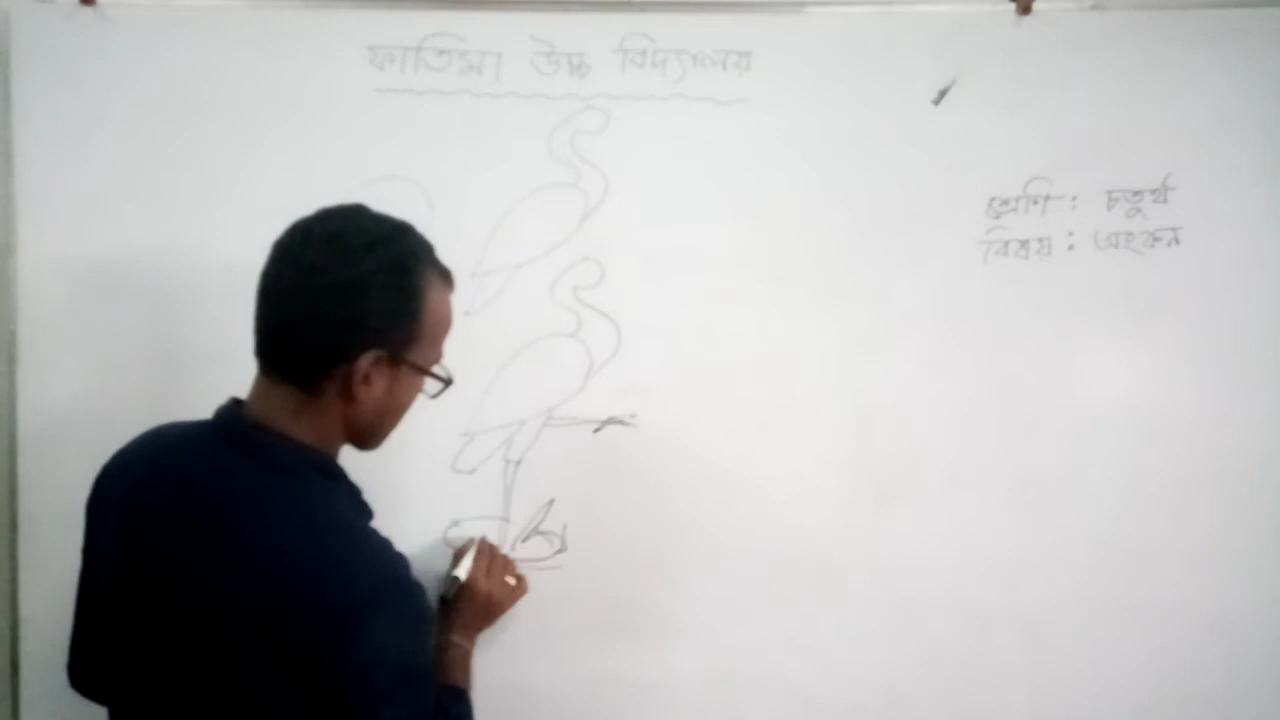 ফাতিমা উচ্চ বিদ্যালয়
শ্রেণি : চতুর্থ
বিষয় : অংকন